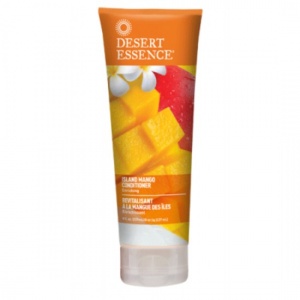 DESERT
ESSENCE®
ISLAND MANGO
CONDITIONER
REVITALISANT
À LA MANGUE DES ÎLES